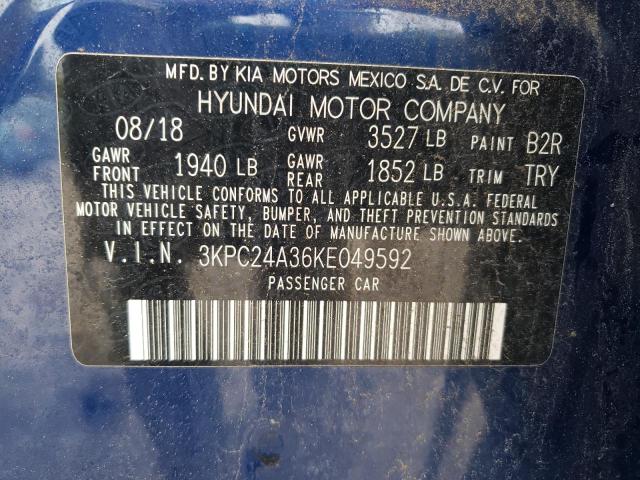 MFD. BY KIA MOTORS MEXICO S.A. DE C.V. FOR
HYUNDAI MOTOR COMPANY
08/18 GVWR 3527 LB PAINT B2R
GAWR FRONT 1940 LB GAWR REAR 1852 LB TRIM TRY
THIS VEHICLE CONFORMS TO ALL APPLICABLE U.S.A. FEDERAL
MOTOR VEHICLE SAFETY, BUMPER, AND THEFT PREVENTION STANDARDS
IN EFFECT ON THE DATE OF MANUFACTURE SHOWN ABOVE.
V.I.N. 3KPC24A36KE049592
PASSENGER CAR